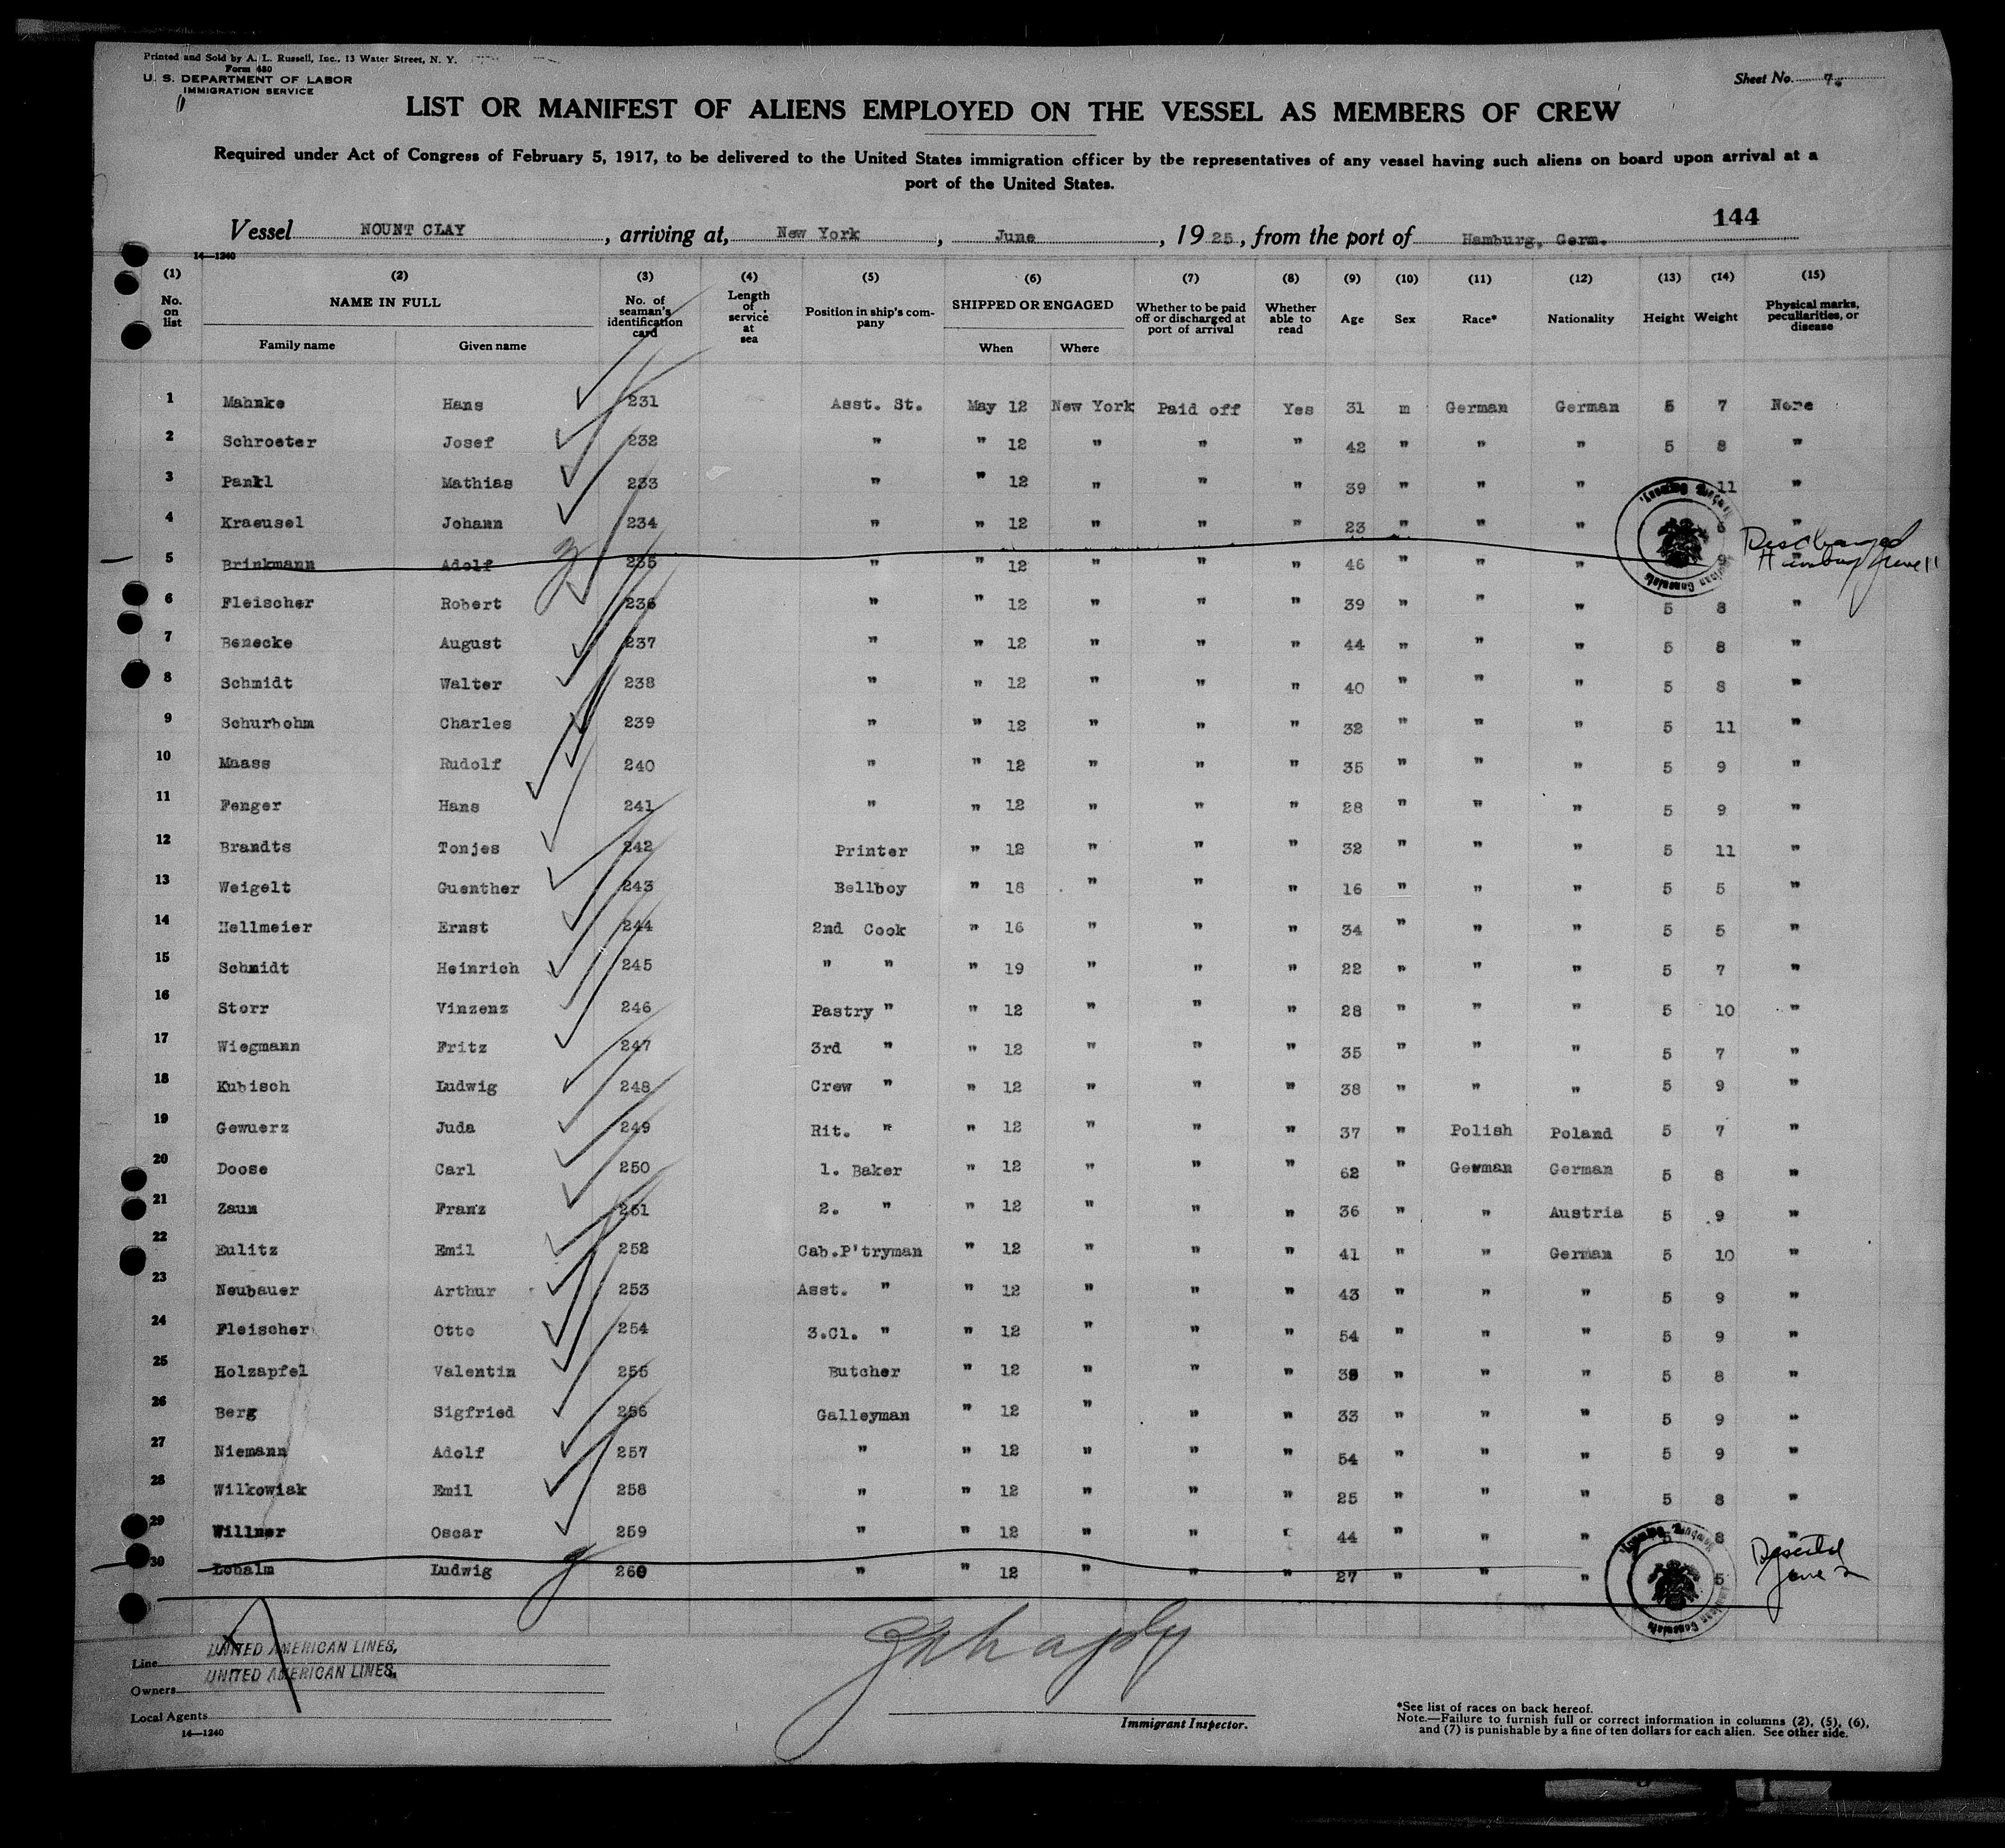 Printed and Sold by A. L. Russell, Inc., 13 Water Street, N. Y.
Form 480
U. S. DEPARTMENT OF LABOR
IMMIGRATION SERVICE
Sheet No. 7.
LIST OR MANIFEST OF ALIENS EMPLOYED ON THE VESSEL AS MEMBERS OF CREW
Required under Act of Congress of February 5, 1917, to be delivered to the United States immigration officer by the representatives of any vessel having such aliens on board upon arrival at a
port of the United States.
144
Vessel NOUNT CLAY, arriving at, New York, June, 1925, from the port of Hamburg, Germ.
14—1240
(1) (2) (3) (4) (5) (6) (7) (8) (9) (10) (11) (12) (13) (14) (15)
No. on list NAME IN FULL Family name Given name No. of seaman's identification card Length of service at sea Position in ship's company SHIPPED OR ENGAGED When Where Whether to be paid off or discharged at port of arrival Whether able to read Age Sex Race* Nationality Height Weight Physical marks, peculiarities, or disease
1 Mahnke Hans 231 Asst. St. May 12 New York Paid off Yes 31 m German German 5 7 None
2 Schroeter Josef 232 " " 12 " " " 42 " " " 5 8 "
3 Pankl Mathias 233 " " 12 " " " 39 " " " 11 "
4 Kraeusel Johann 234 " " 12 " " " 23 " " " 6 "
5 Brinkmann Adolf 235 " " 12 " " " 46 " " " 9 " Discharged Hamburg June 11
6 Fleischer Robert 236 " " 12 " " " 39 " " " 5 8 "
7 Benecke August 237 " " 12 " " " 44 " " " 5 8 "
8 Schmidt Walter 238 " " 12 " " " 40 " " " 5 8 "
9 Schurbohm Charles 239 " " 12 " " " 32 " " " 5 11 "
10 Maass Rudolf 240 " " 12 " " " 35 " " " 5 9 "
11 Fenger Hans 241 " " 12 " " " 28 " " " 5 9 "
12 Brandts Tonjes 242 Printer " 12 " " " 32 " " " 5 11 "
13 Weigelt Guenther 243 Bellboy " 18 " " " 16 " " " 5 5 "
14 Hellmeier Ernst 244 2nd Cook " 16 " " " 34 " " " 5 5 "
15 Schmidt Heinrich 245 " " " 19 " " " 22 " " " 5 7 "
16 Storr Vinzenz 246 Pastry " " 12 " " " 28 " " " 5 10 "
17 Wiegmann Fritz 247 3rd " " 12 " " " 35 " " " 5 7 "
18 Kubisch Ludwig 248 Crew " " 12 " " " 38 " " " 5 9 "
19 Gewuerz Juda 249 Rit. " " 12 " " " 37 " Polish Poland 5 7 "
20 Doose Carl 250 1. Baker " 12 " " " 62 " German German 5 8 "
21 Zaun Franz 251 2. " " 12 " " " 36 " " Austria 5 9 "
22 Eulitz Emil 252 Cab.P'tryman " 12 " " " 41 " " German 5 10 "
23 Neubauer Arthur 253 Asst. " " 12 " " " 43 " " " 5 9 "
24 Fleischer Otto 254 3.Cl. " " 12 " " " 54 " " " 5 9 "
25 Holzapfel Valentin 255 Butcher " 12 " " " 39 " " " 5 8 "
26 Berg Sigfried 256 Galleyman " 12 " " " 33 " " " 5 9 "
27 Niemann Adolf 257 " " 12 " " " 54 " " " 5 9 "
28 Wilkowiak Emil 258 " " 12 " " " 25 " " " 5 8 "
29 Willner Oscar 259 " " 12 " " " 44 " " " 5 8 "
30 Lohalm Ludwig 260 " " 12 " " " 27 " " " 5 Deserted June 2
Line UNITED AMERICAN LINES,
Owners UNITED AMERICAN LINES,
Local Agents
14—1240
Immigrant Inspector.
*See list of races on back hereof.
Note.—Failure to furnish full or correct information in columns (2), (5), (6),
and (7) is punishable by a fine of ten dollars for each alien. See other side.